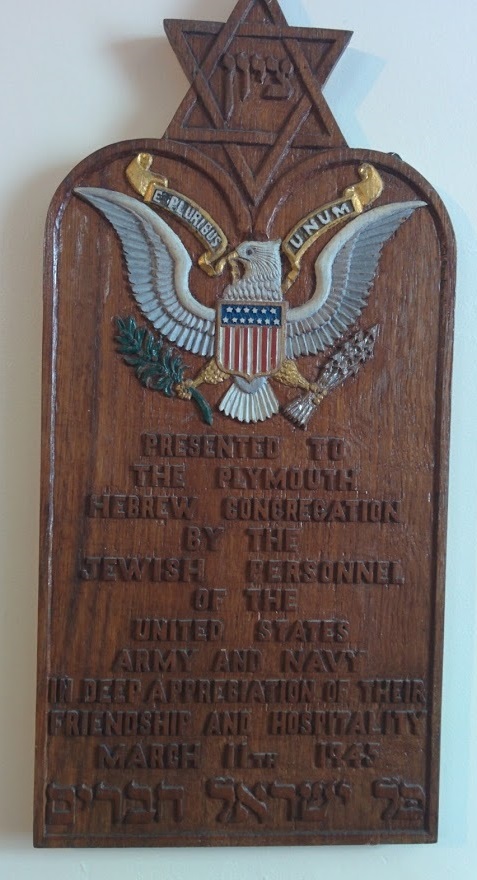 ציון
E PLURIBUS
UNUM
PRESENTED TO
THE PLYMOUTH
HEBREW CONGREGATION
BY THE
JEWISH PERSONNEL
OF THE
UNITED STATES
ARMY AND NAVY
IN DEEP APPRECIATION OF THEIR
FRIENDSHIP AND HOSPITALITY
MARCH 11TH 1945
כל ישראל חברים